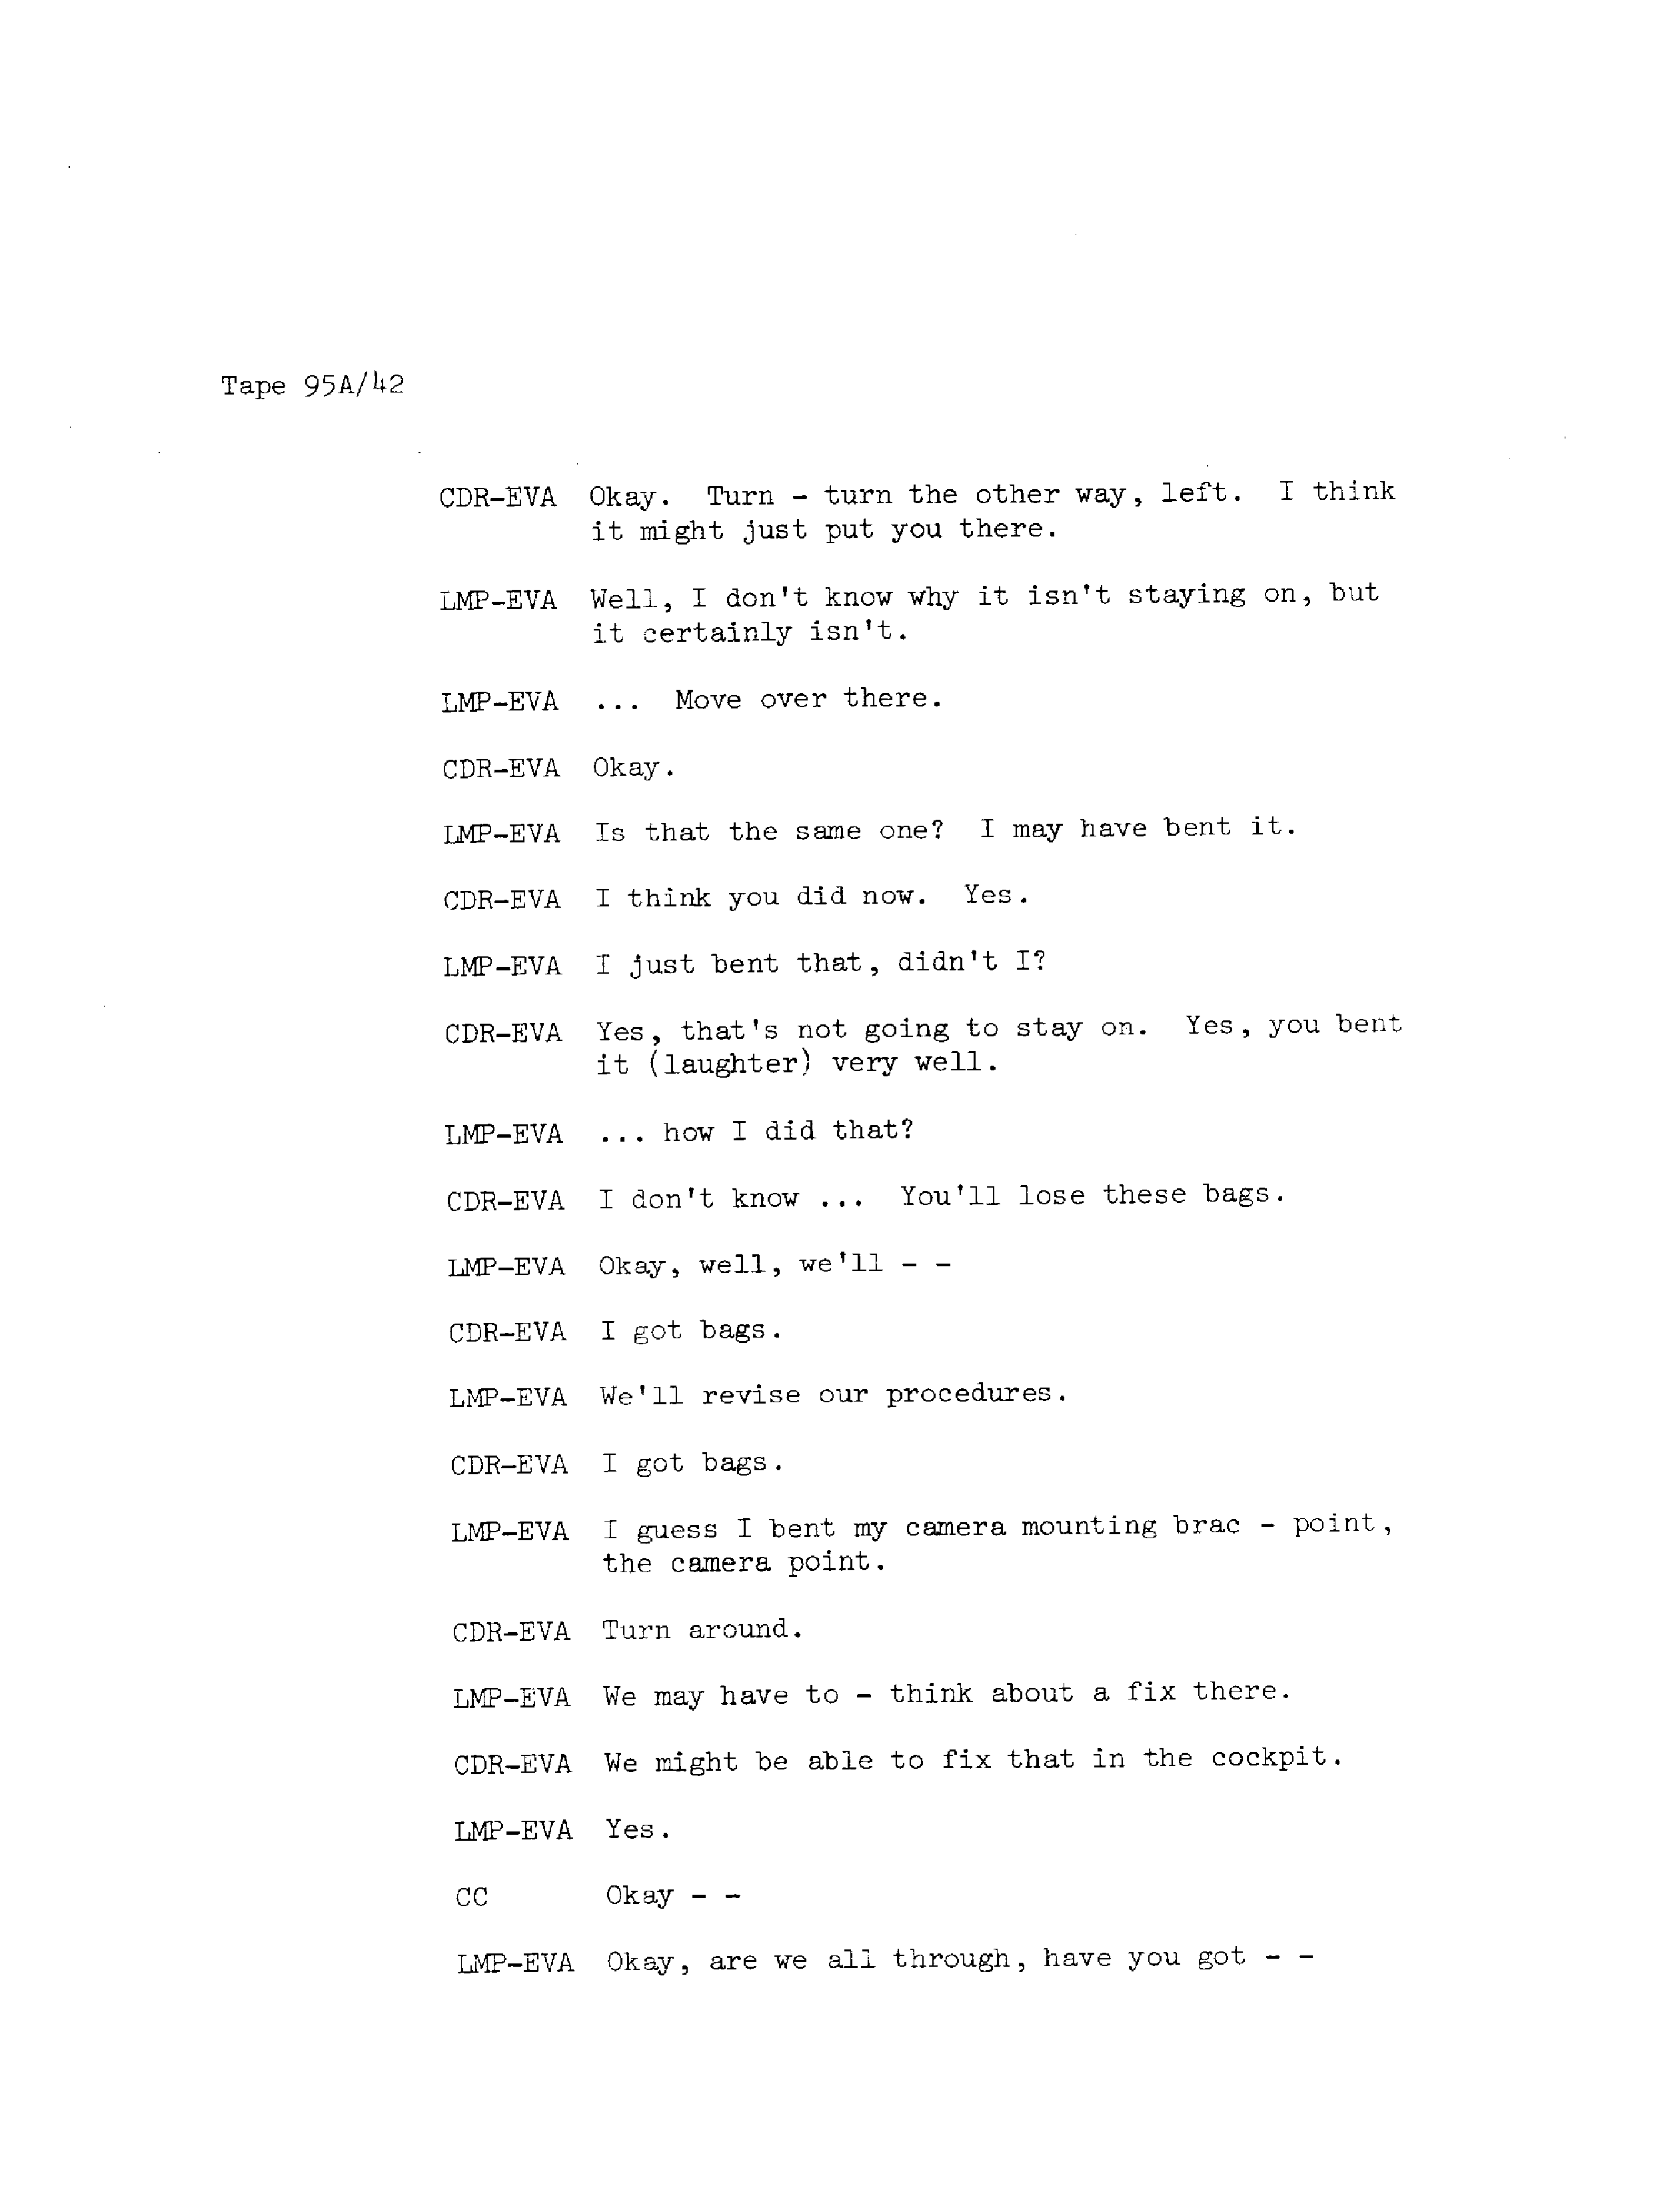 Tape 95A/42
CDR-EVA Okay. Turn - turn the other way, left. I think
it might just put you there.
LMP-EVA Well, I don't know why it isn't staying on, but
it certainly isn't.
LMP-EVA ... Move over there.
CDR-EVA Okay.
LMP-EVA Is that the same one? I may have bent it.
CDR-EVA I think you did now. Yes.
LMP-EVA I just bent that, didn't I?
CDR-EVA Yes, that's not going to stay on. Yes, you bent
it (laughter) very well.
LMP-EVA ... how I did that?
CDR-EVA I don't know ... You'll lose these bags.
LMP-EVA Okay, well, we'll - -
CDR-EVA I got bags.
LMP-EVA We'll revise our procedures.
CDR-EVA I got bags.
LMP-EVA I guess I bent my camera mounting brac - point,
the camera point.
CDR-EVA Turn around.
LMP-EVA We may have to - think about a fix there.
CDR-EVA We might be able to fix that in the cockpit.
LMP-EVA Yes.
CC Okay - -
LMP-EVA Okay, are we all through, have you got - -